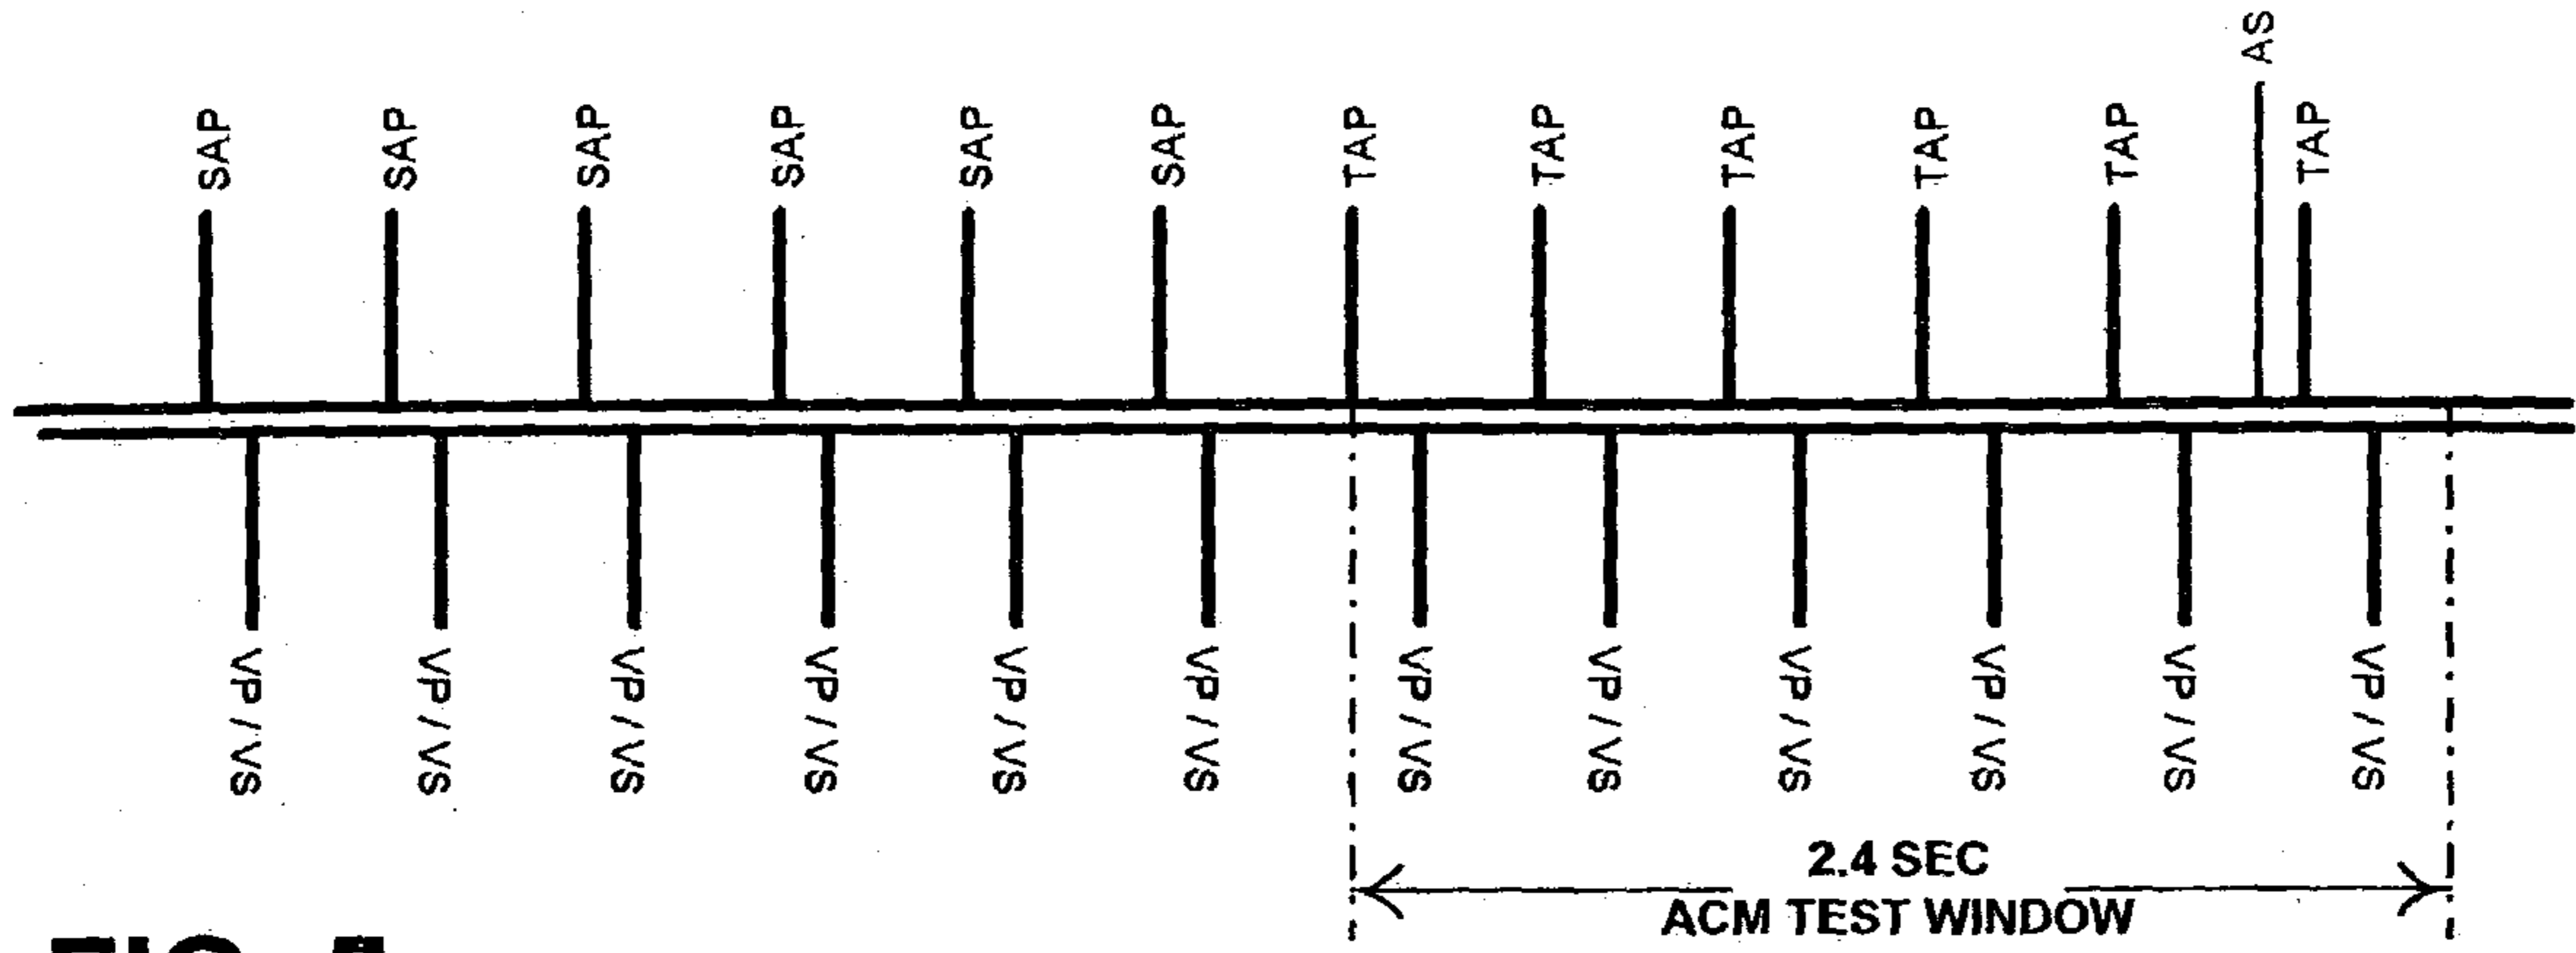 SAP SAP SAP SAP SAP SAP TAP TAP TAP TAP TAP AS TAP
VP / VS VP / VS VP / VS VP / VS VP / VS VP / VS VP / VS VP / VS VP / VS VP / VS VP / VS VP / VS
2.4 SEC
ACM TEST WINDOW